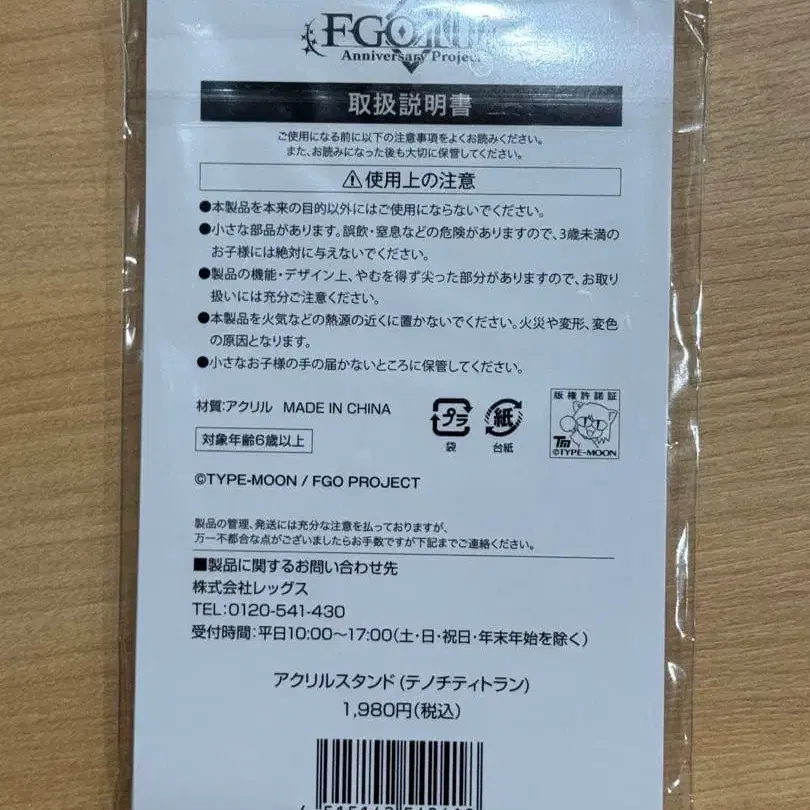 FGO
Anniversary Project
取扱説明書
ご使用になる前に以下の注意事項をよくお読みください。
また、お読みになった後も大切に保管してください。
⚠使用上の注意
●本製品を本来の目的以外にはご使用にならないでください。
●小さな部品があります。誤飲・窒息などの危険がありますので、3歳未満の
お子様には絶対に与えないでください。
●製品の機能・デザイン上、やむを得ず尖った部分がありますので、お取り
扱いには充分ご注意ください。
●本製品を火気などの熱源の近くに置かないでください。火災や変形、変色
の原因となります。
●小さなお子様の手の届かないところに保管してください。
材質:アクリル MADE IN CHINA
プラ
袋
紙
台紙
版権許諾証
TM
©TYPE-MOON
対象年齢6歳以上
©TYPE-MOON / FGO PROJECT
製品の管理、発送には充分な注意を払っておりますが、
万一不都合な点がございましたらお手数ですが下記までご連絡ください。
■製品に関するお問い合わせ先
株式会社レッグス
TEL:0120-541-430
受付時間:平日10:00〜17:00(土・日・祝日・年末年始を除く)
アクリルスタンド(テノチティトラン)
1,980円(税込)